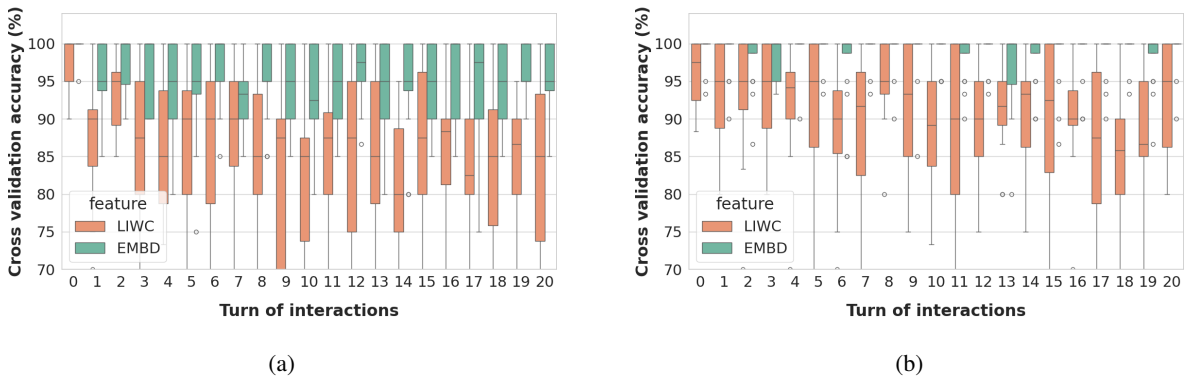 Cross validation accuracy (%)
100
95
90
85
80
75
70
feature
LIWC
EMBD
0 1 2 3 4 5 6 7 8 9 10 11 12 13 14 15 16 17 18 19 20
Turn of interactions
(a)
Cross validation accuracy (%)
100
95
90
85
80
75
70
feature
LIWC
EMBD
0 1 2 3 4 5 6 7 8 9 10 11 12 13 14 15 16 17 18 19 20
Turn of interactions
(b)